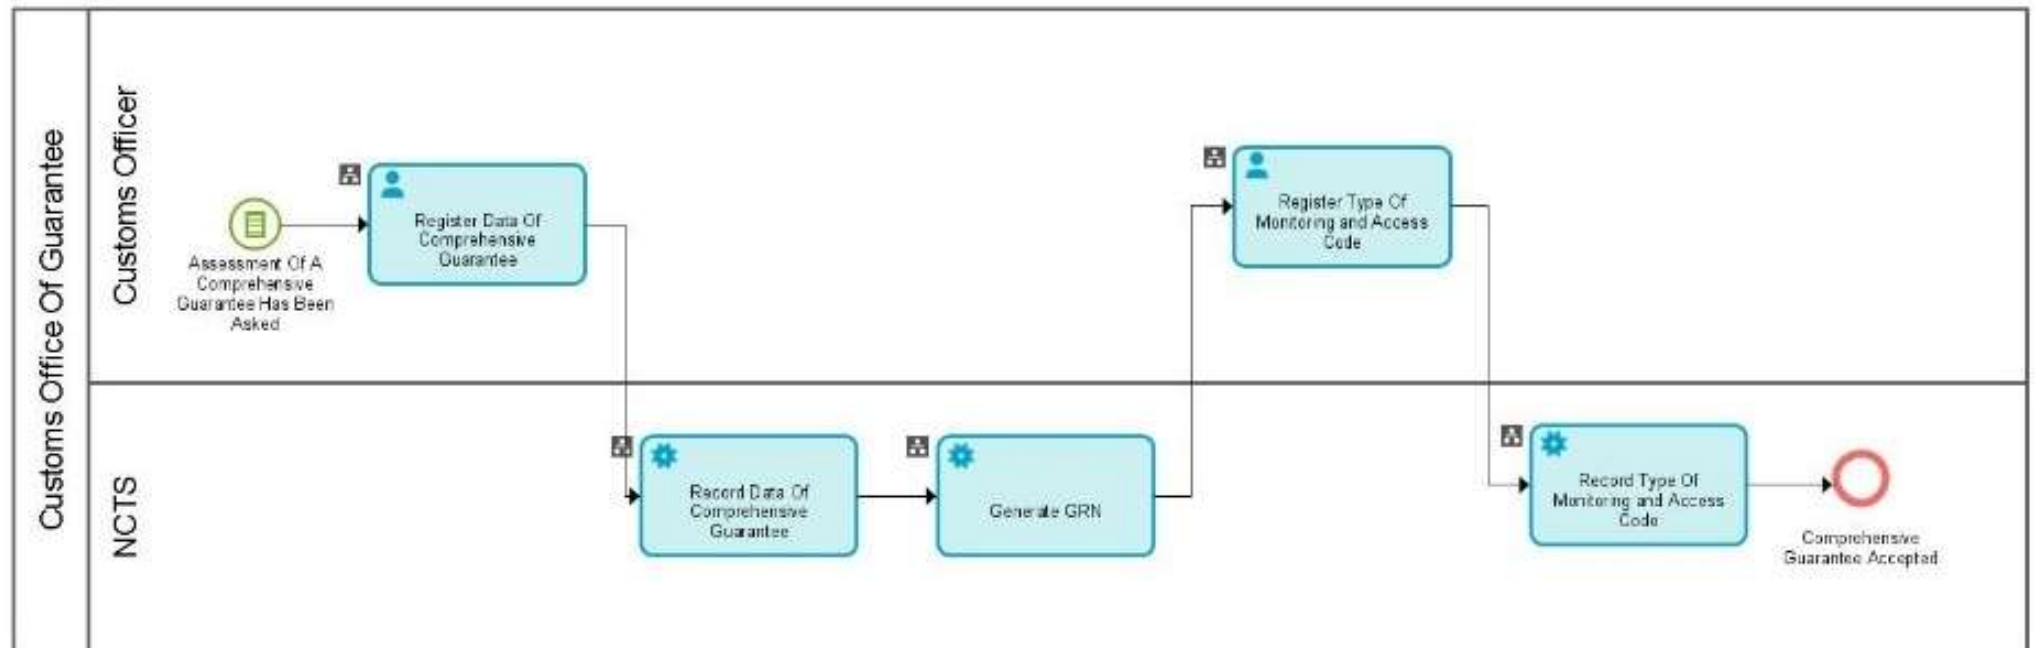 Customs Office Of Guarantee
Customs Officer
Assessment Of A
Comprehensive
Guarantee Has Been
Asked
Register Data Of
Comprehensive
Guarantee
Register Type Of
Monitoring and Access
Code
NCTS
Record Data Of
Comprehensive
Guarantee
Generate GRN
Record Type Of
Monitoring and Access
Code
Comprehensive
Guarantee Accepted